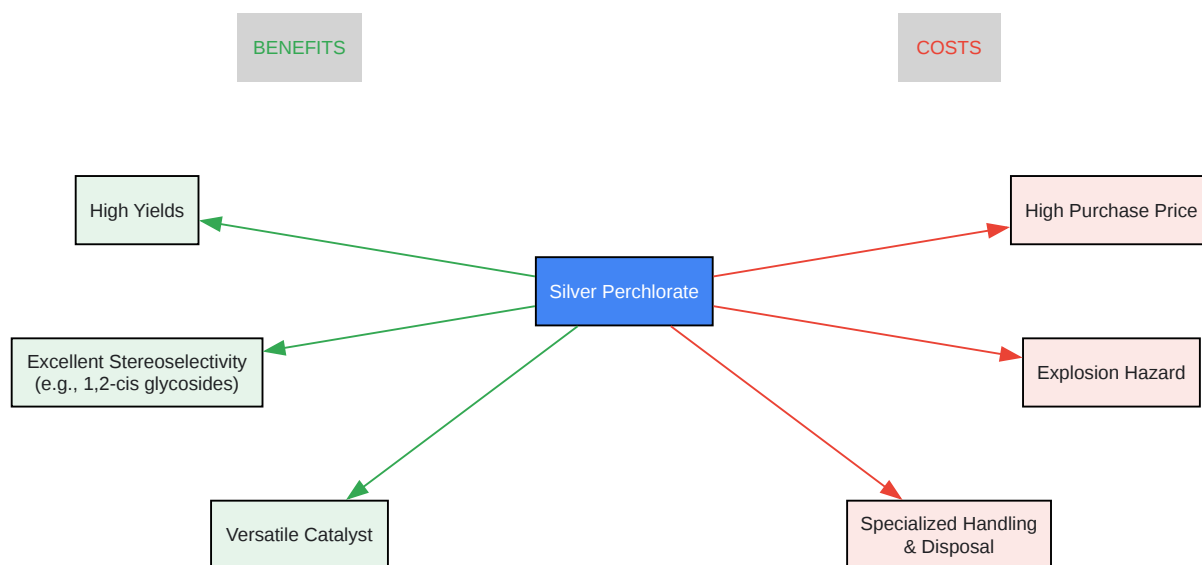 BENEFITS
COSTS
High Yields
High Purchase Price
Silver Perchlorate
Excellent Stereoselectivity
(e.g., 1,2-cis glycosides)
Explosion Hazard
Versatile Catalyst
Specialized Handling
& Disposal